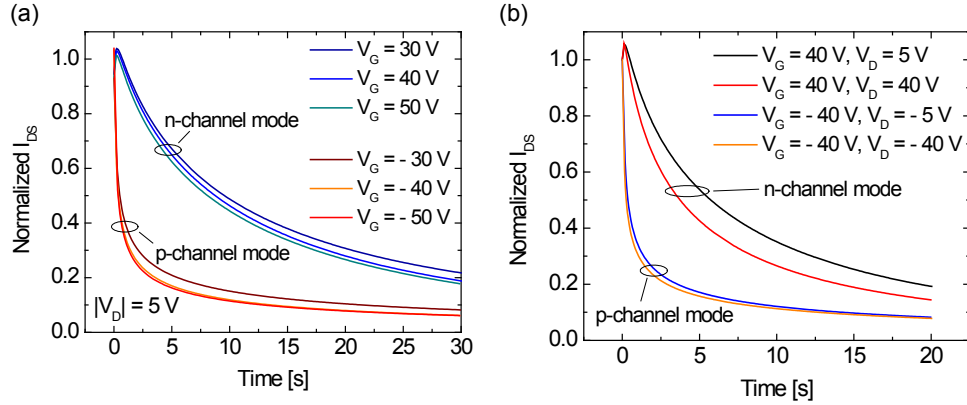 (a)
V_G = 30 V
V_G = 40 V
V_G = 50 V
n-channel mode
V_G = - 30 V
V_G = - 40 V
V_G = - 50 V
p-channel mode
|V_D| = 5 V
Normalized I_DS
1.0
0.8
0.6
0.4
0.2
0.0
0 5 10 15 20 25 30
Time [s]
(b)
V_G = 40 V, V_D = 5 V
V_G = 40 V, V_D = 40 V
V_G = - 40 V, V_D = - 5 V
V_G = - 40 V, V_D = - 40 V
n-channel mode
p-channel mode
Normalized I_DS
1.0
0.8
0.6
0.4
0.2
0.0
0 5 10 15 20
Time [s]